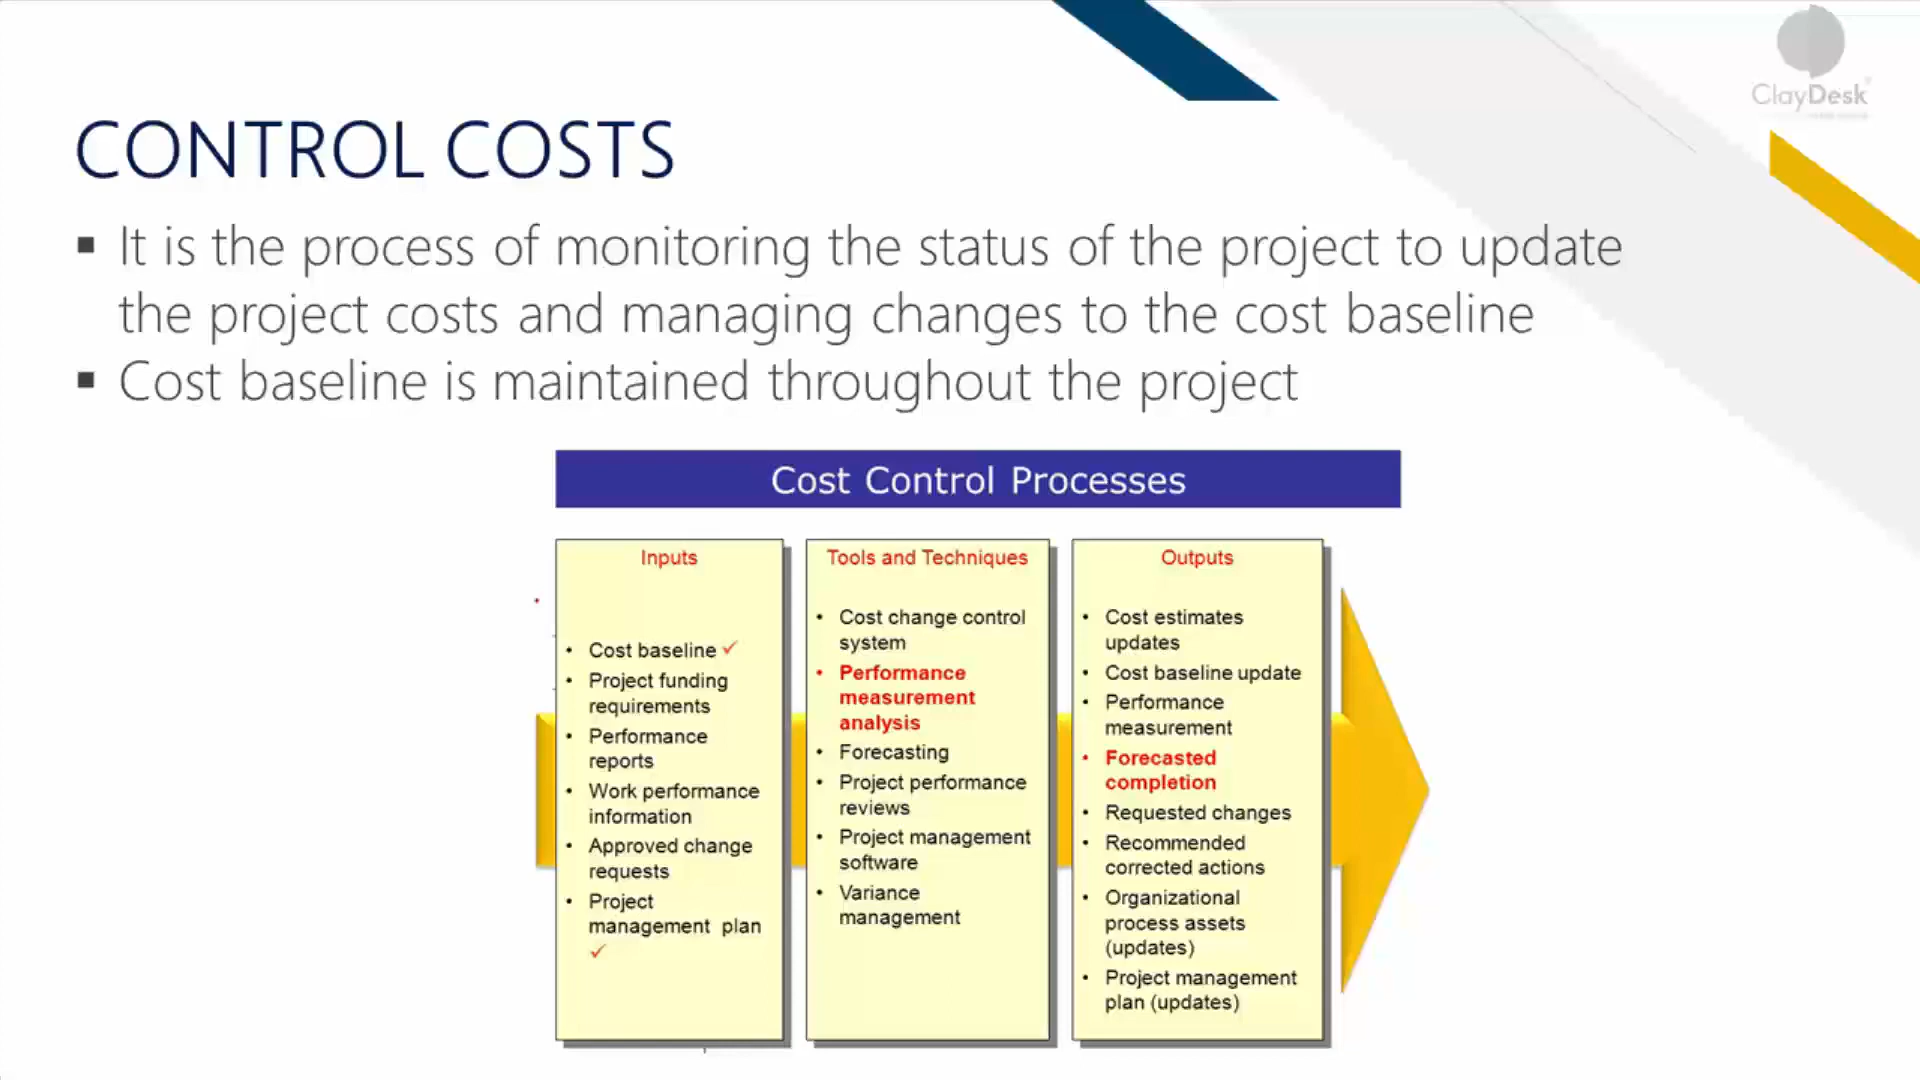 ClayDesk
CONTROL COSTS
▪ It is the process of monitoring the status of the project to update
the project costs and managing changes to the cost baseline
▪ Cost baseline is maintained throughout the project
Cost Control Processes
Inputs
• Cost baseline ✓
• Project funding
requirements
• Performance
reports
• Work performance
information
• Approved change
requests
• Project
management plan
✓
Tools and Techniques
• Cost change control
system
• Performance
measurement
analysis
• Forecasting
• Project performance
reviews
• Project management
software
• Variance
management
Outputs
• Cost estimates
updates
• Cost baseline update
• Performance
measurement
• Forecasted
completion
• Requested changes
• Recommended
corrected actions
• Organizational
process assets
(updates)
• Project management
plan (updates)